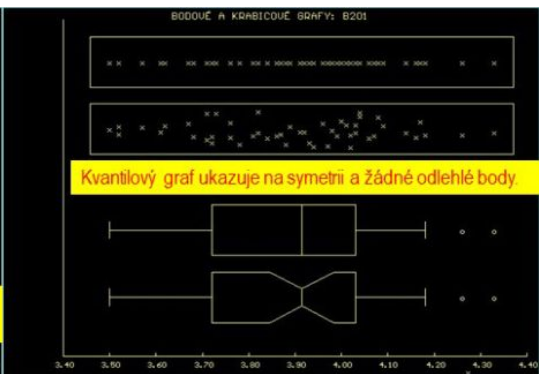 BODOVÉ A KRABICOVÉ GRAFY: B201
Kvantilový graf ukazuje na symetrii a žádné odlehlé body.
3.40 3.50 3.60 3.70 3.80 3.90 4.00 4.10 4.20 4.30 4.40